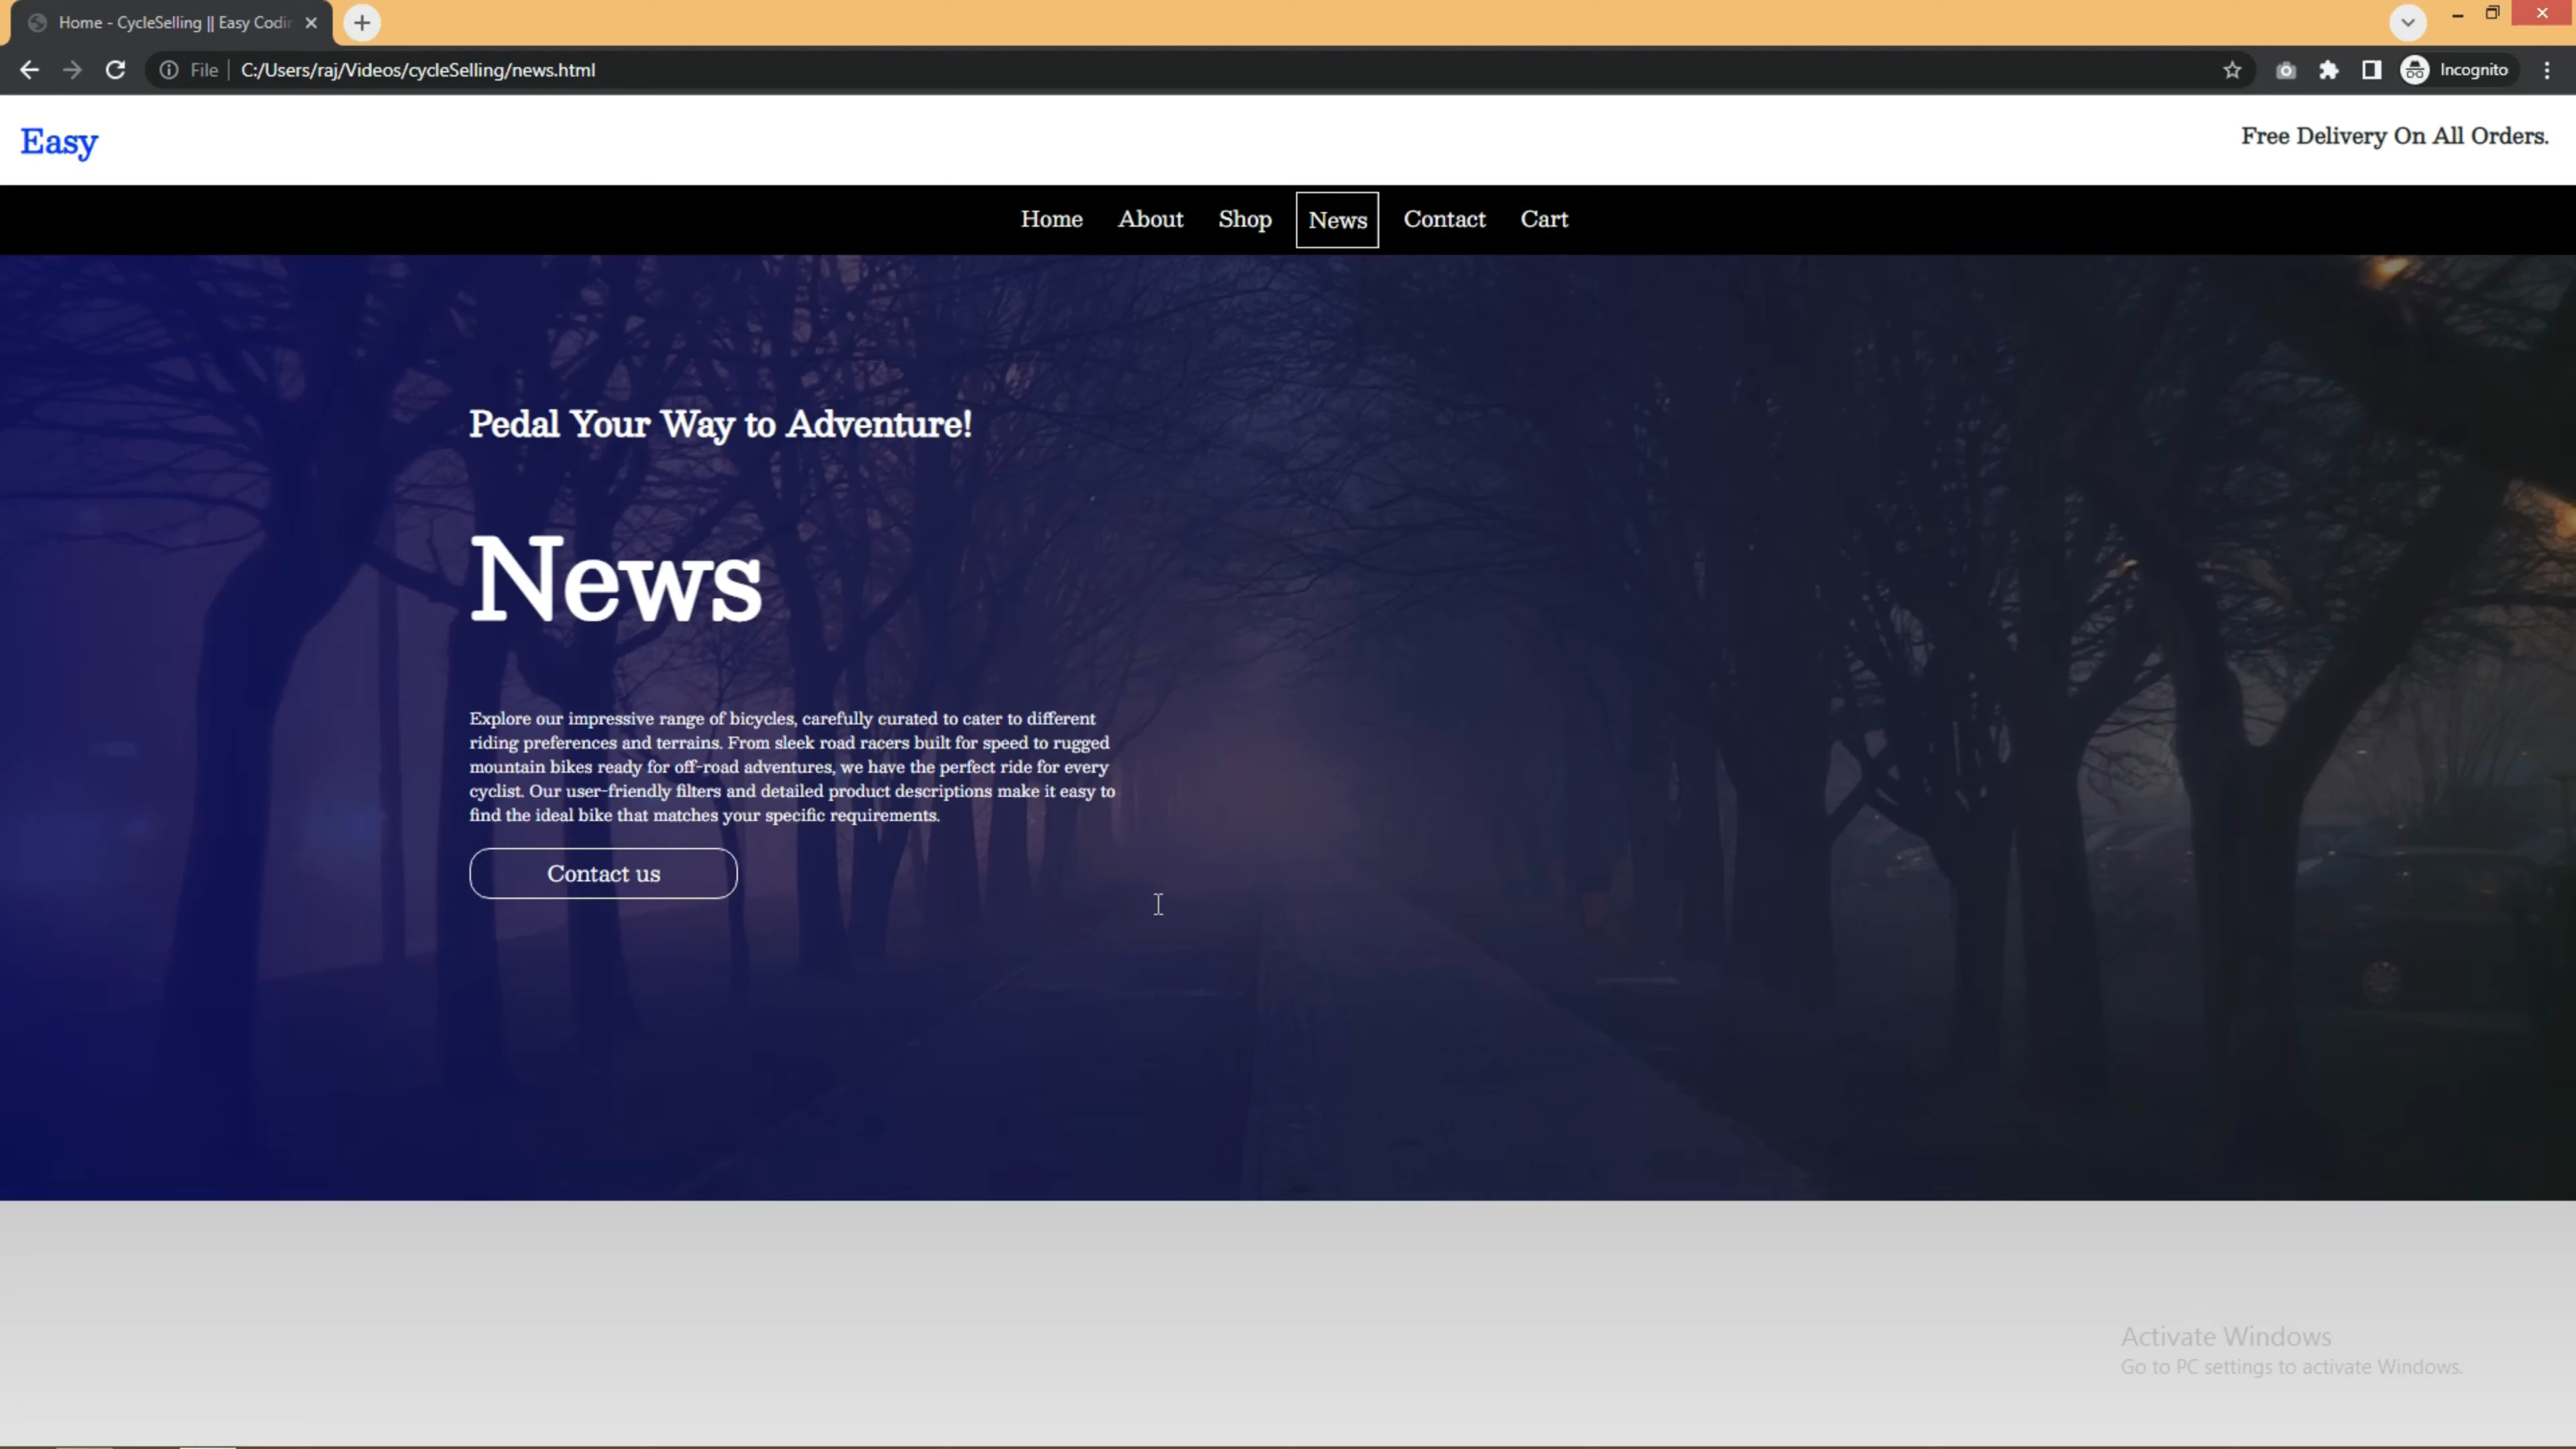 Home - CycleSelling || Easy Codin
File
C:/Users/raj/Videos/cycleSelling/news.html
Incognito
Easy
Free Delivery On All Orders.
Home About Shop News Contact Cart
Pedal Your Way to Adventure!
News
Explore our impressive range of bicycles, carefully curated to cater to different
riding preferences and terrains. From sleek road racers built for speed to rugged
mountain bikes ready for off-road adventures, we have the perfect ride for every
cyclist. Our user-friendly filters and detailed product descriptions make it easy to
find the ideal bike that matches your specific requirements.
Contact us
Activate Windows
Go to PC settings to activate Windows.